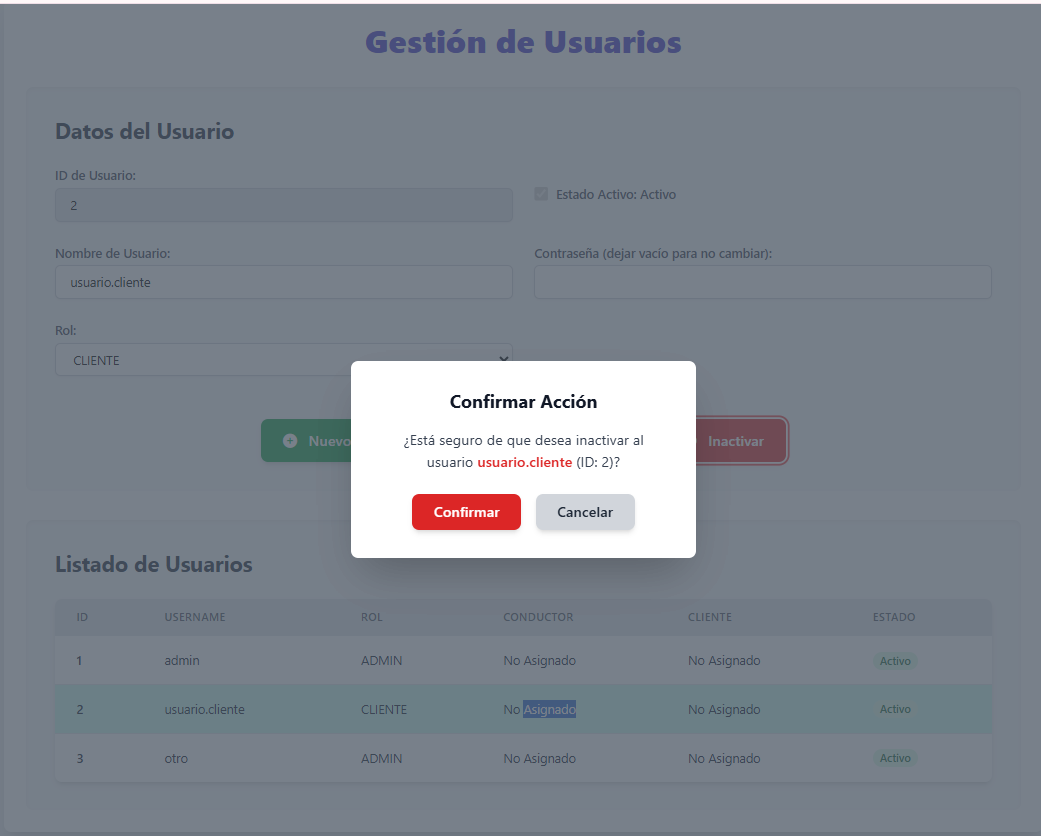 Gestión de Usuarios
Datos del Usuario
ID de Usuario:
2
Estado Activo: Activo
Nombre de Usuario:
usuario.cliente
Contraseña (dejar vacío para no cambiar):
Rol:
CLIENTE
Nuevo
Inactivar
Confirmar Acción
¿Está seguro de que desea inactivar al
usuario usuario.cliente (ID: 2)?
Confirmar Cancelar
Listado de Usuarios
ID USERNAME ROL CONDUCTOR CLIENTE ESTADO
1 admin ADMIN No Asignado No Asignado Activo
2 usuario.cliente CLIENTE No Asignado No Asignado Activo
3 otro ADMIN No Asignado No Asignado Activo